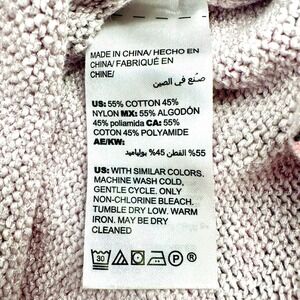 MADE IN CHINA/ HECHO EN
CHINA/ FABRIQUÉ EN
CHINE/
صنع في الصين
US: 55% COTTON 45%
NYLON MX: 55% ALGODÓN
45% poliamida CA: 55%
COTON 45% POLYAMIDE
AE/KW:
55% القطن 45% بولياميد
US: WITH SIMILAR COLORS.
MACHINE WASH COLD,
GENTLE CYCLE. ONLY
NON-CHLORINE BLEACH.
TUMBLE DRY LOW. WARM
IRON. MAY BE DRY
CLEANED
30 P ®